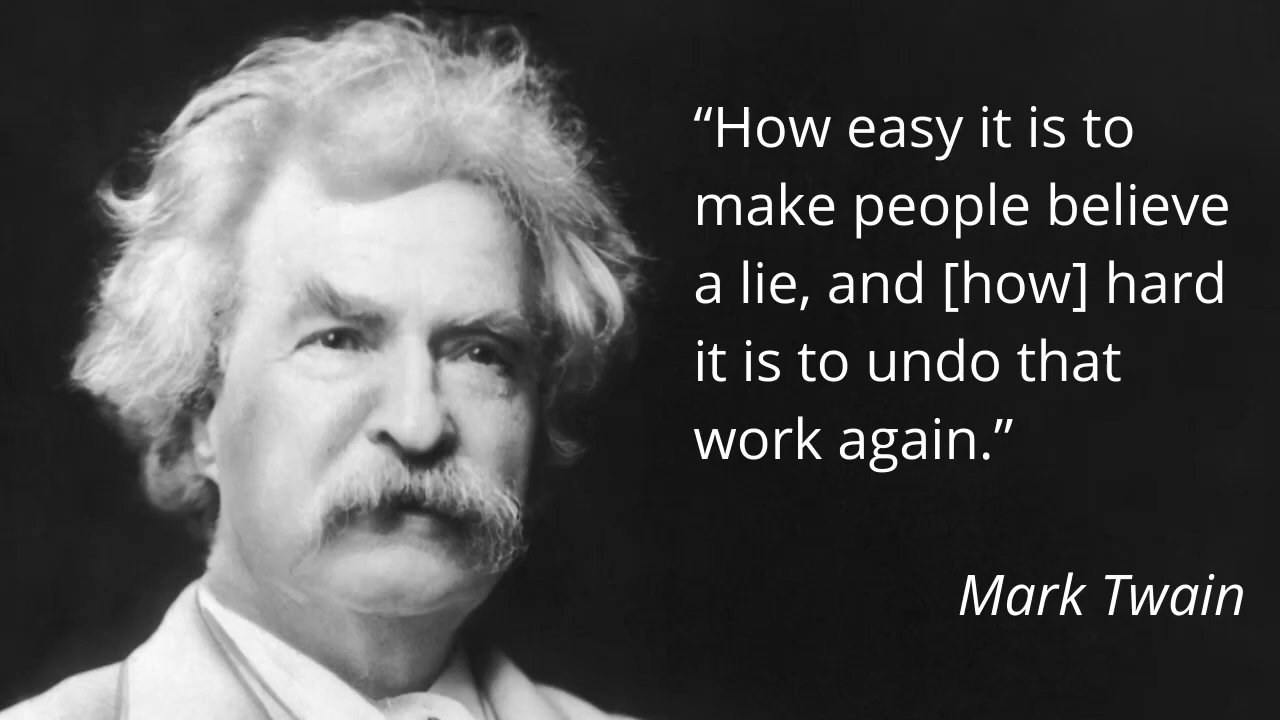 “How easy it is to
make people believe
a lie, and [how] hard
it is to undo that
work again.”
Mark Twain